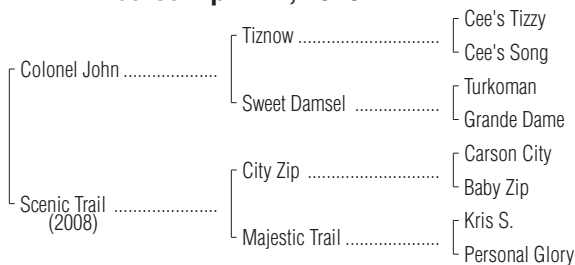 Cee's Tizzy
Tiznow ................................
Cee's Song
Colonel John .....................
Turkoman
Sweet Damsel ...................
Grande Dame
Carson City
City Zip ..............................
Baby Zip
Scenic Trail .......................
(2008)
Kris S.
Majestic Trail .....................
Personal Glory